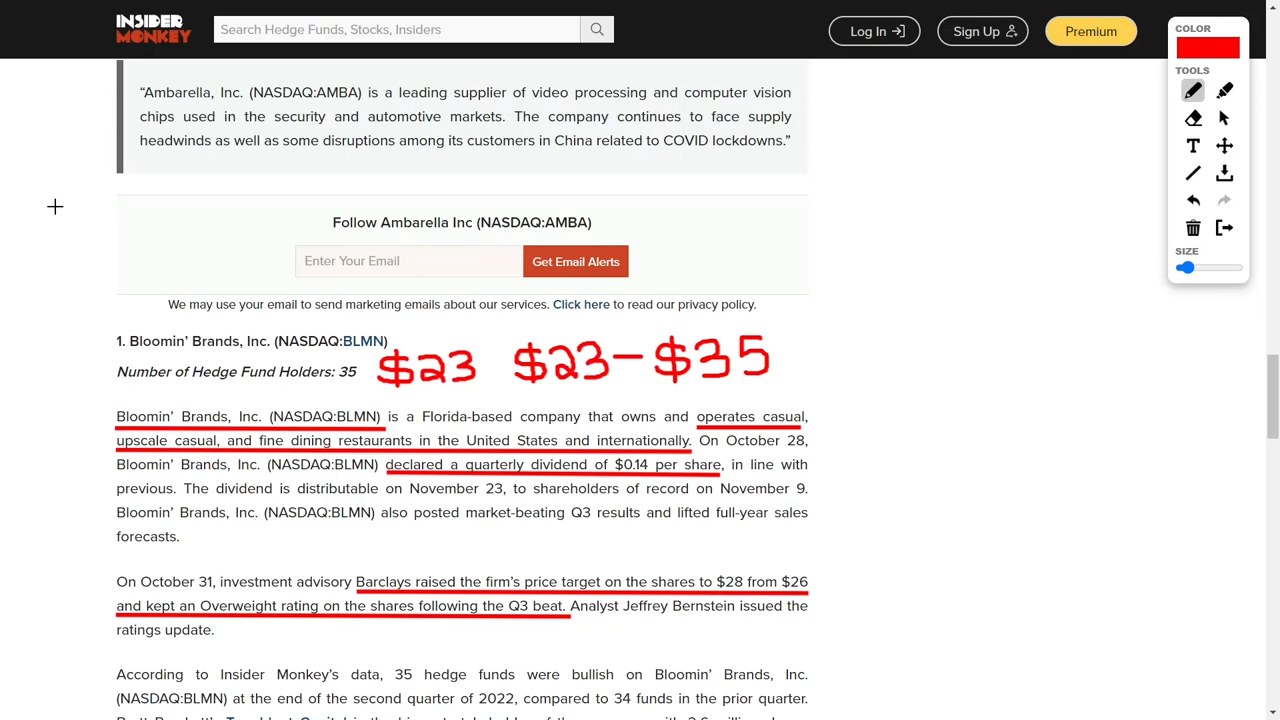 INSIDER
MONKEY
Search Hedge Funds, Stocks, Insiders
Log In
Sign Up
Premium
COLOR
TOOLS
T
SIZE
“Ambarella, Inc. (NASDAQ:AMBA) is a leading supplier of video processing and computer vision
chips used in the security and automotive markets. The company continues to face supply
headwinds as well as some disruptions among its customers in China related to COVID lockdowns.”
Follow Ambarella Inc (NASDAQ:AMBA)
Enter Your Email
Get Email Alerts
We may use your email to send marketing emails about our services. Click here to read our privacy policy.
1. Bloomin’ Brands, Inc. (NASDAQ:BLMN)
Number of Hedge Fund Holders: 35
$23 $23-$35
Bloomin’ Brands, Inc. (NASDAQ:BLMN) is a Florida-based company that owns and operates casual,
upscale casual, and fine dining restaurants in the United States and internationally. On October 28,
Bloomin’ Brands, Inc. (NASDAQ:BLMN) declared a quarterly dividend of $0.14 per share, in line with
previous. The dividend is distributable on November 23, to shareholders of record on November 9.
Bloomin’ Brands, Inc. (NASDAQ:BLMN) also posted market-beating Q3 results and lifted full-year sales
forecasts.
On October 31, investment advisory Barclays raised the firm’s price target on the shares to $28 from $26
and kept an Overweight rating on the shares following the Q3 beat. Analyst Jeffrey Bernstein issued the
ratings update.
According to Insider Monkey’s data, 35 hedge funds were bullish on Bloomin’ Brands, Inc.
(NASDAQ:BLMN) at the end of the second quarter of 2022, compared to 34 funds in the prior quarter.